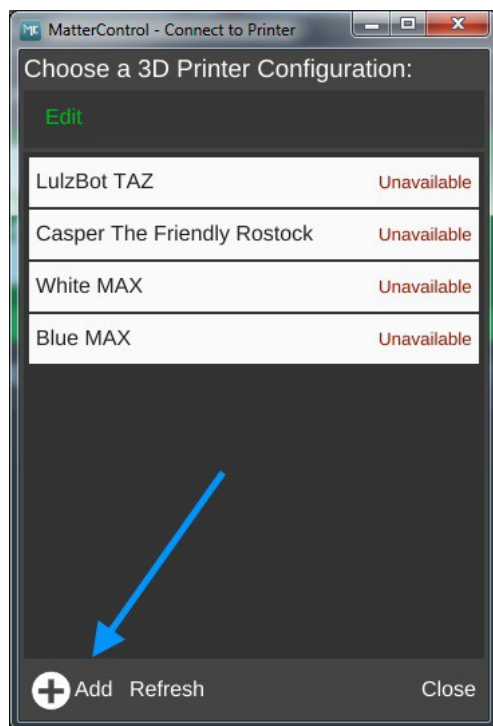 MC MatterControl - Connect to Printer
Choose a 3D Printer Configuration:
Edit
LulzBot TAZ Unavailable
Casper The Friendly Rostock Unavailable
White MAX Unavailable
Blue MAX Unavailable
Add Refresh Close